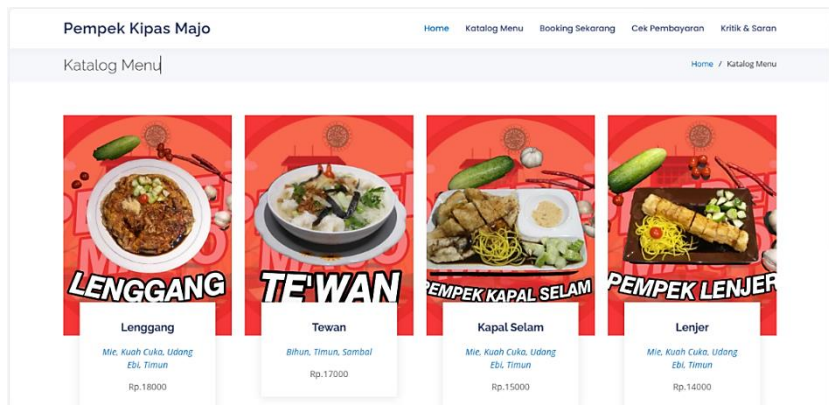 Pempek Kipas Majo
Home Katalog Menu Booking Sekarang Cek Pembayaran Kritik & Saran
Katalog Menu
Home / Katalog Menu
LENGGANG
TE'WAN
PEMPEK KAPAL SELAM
PEMPEK LENJER
Lenggang
Mie, Kuah Cuka, Udang
Ebi, Timun
Rp.18000
Tewan
Bihun, Timun, Sambal
Rp.17000
Kapal Selam
Mie, Kuah Cuka, Udang
Ebi, Timun
Rp.15000
Lenjer
Mie, Kuah Cuka, Udang
Ebi, Timun
Rp.14000